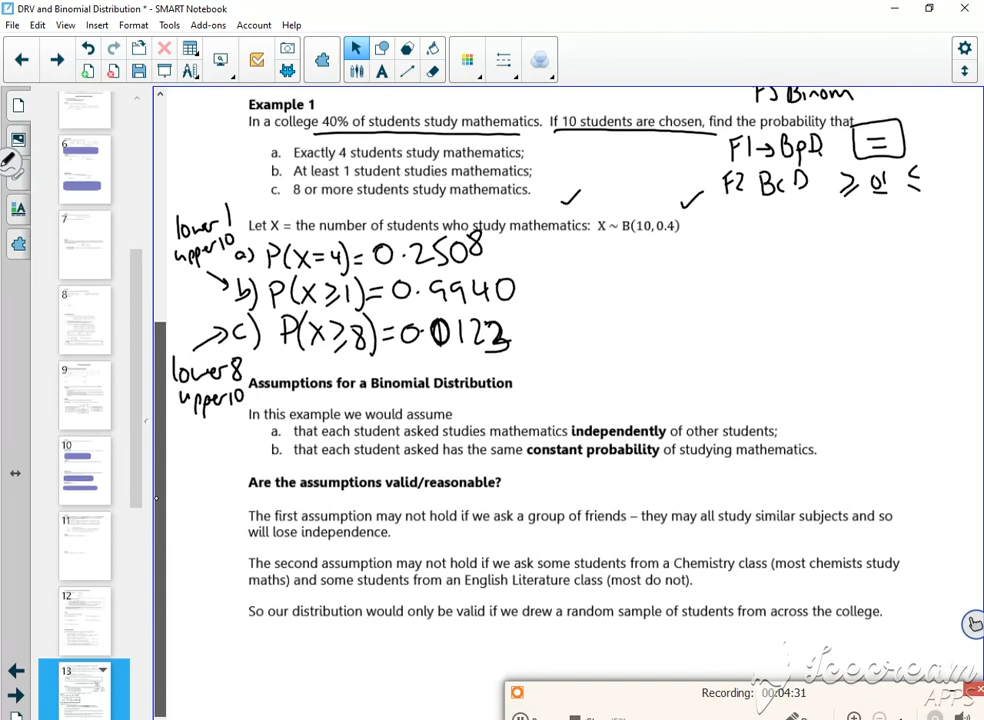 DRV and Binomial Distribution * - SMART Notebook
File Edit View Insert Format Tools Add-ons Account Help
F5 Binom
Example 1
In a college 40% of students study mathematics. If 10 students are chosen, find the probability that
F1→BpD =
a. Exactly 4 students study mathematics;
b. At least 1 student studies mathematics;
F2 BcD ≥ or ≤
c. 8 or more students study mathematics.
Let X = the number of students who study mathematics: X ~ B(10, 0.4)
lower 1
upper 10
a) P(X=4)=0.2508
b) P(X≥1)=0.9940
c) P(X≥8)=0.0123
lower 8
upper 10
Assumptions for a Binomial Distribution
In this example we would assume
a. that each student asked studies mathematics independently of other students;
b. that each student asked has the same constant probability of studying mathematics.
Are the assumptions valid/reasonable?
The first assumption may not hold if we ask a group of friends – they may all study similar subjects and so
will lose independence.
The second assumption may not hold if we ask some students from a Chemistry class (most chemists study
maths) and some students from an English Literature class (most do not).
So our distribution would only be valid if we drew a random sample of students from across the college.
6
7
8
9
10
11
12
13
Icecream
APPS
Recording: 00:04:31